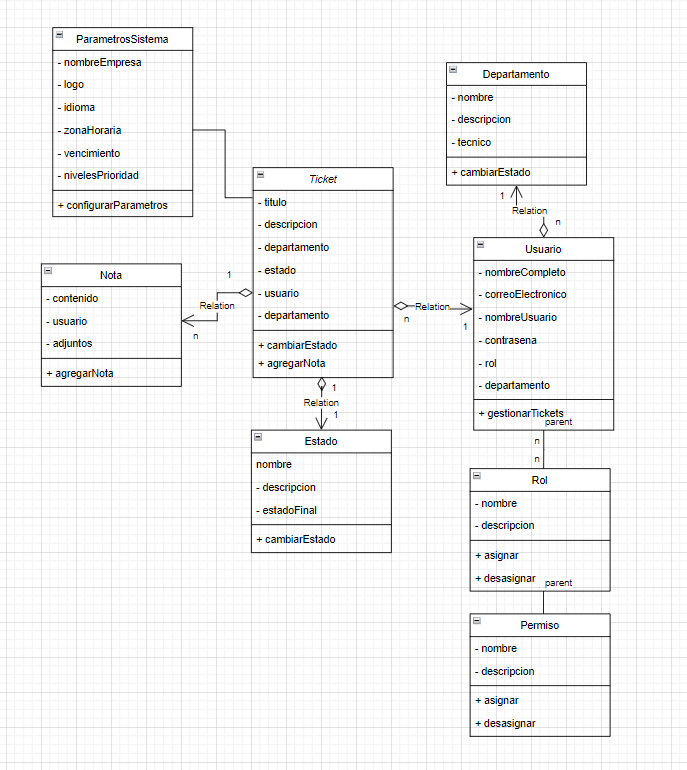 ParametrosSistema
- nombreEmpresa
- logo
- idioma
- zonaHoraria
- vencimiento
- nivelesPrioridad
+ configurarParametros
Departamento
- nombre
- descripcion
- tecnico
+ cambiarEstado
1
Relation
n
Ticket
- titulo
- descripcion
- departamento
- estado
- usuario
- departamento
+ cambiarEstado
+ agregarNota
Nota
- contenido
- usuario
- adjuntos
+ agregarNota
1
Relation
n
Relation
n
1
Usuario
- nombreCompleto
- correoElectronico
- nombreUsuario
- contrasena
- rol
- departamento
+ gestionarTickets
parent
n
n
1
Relation
1
Estado
nombre
- descripcion
- estadoFinal
+ cambiarEstado
Rol
- nombre
- descripcion
+ asignar
+ desasignar
parent
Permiso
- nombre
- descripcion
+ asignar
+ desasignar